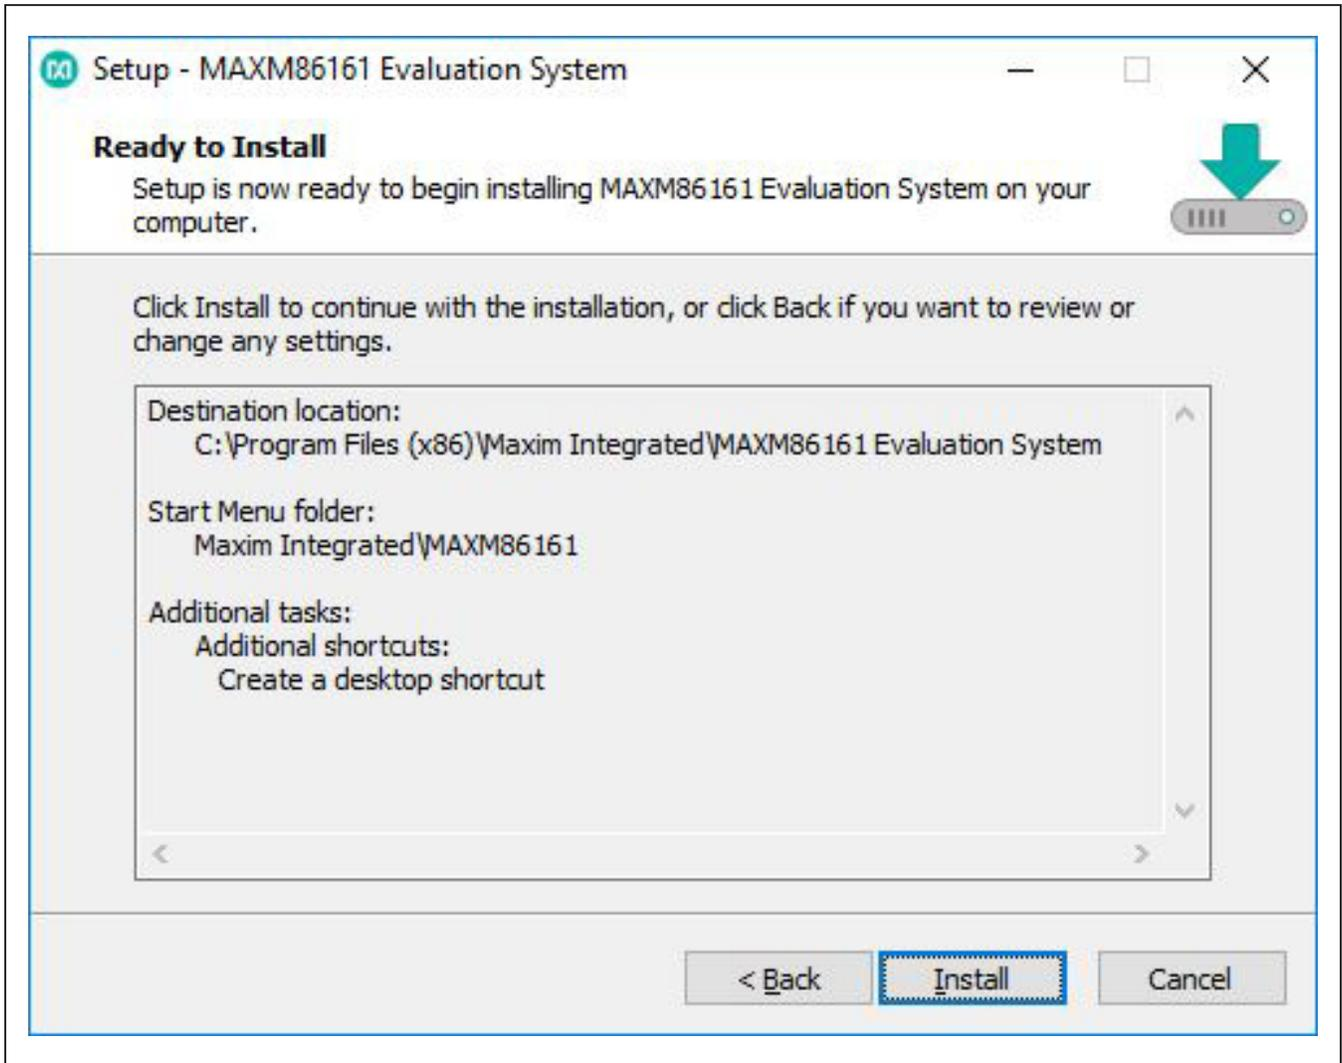 Setup - MAXM86161 Evaluation System
Ready to Install
Setup is now ready to begin installing MAXM86161 Evaluation System on your
computer.
Click Install to continue with the installation, or click Back if you want to review or
change any settings.
Destination location:
C:\Program Files (x86)\Maxim Integrated\MAXM86161 Evaluation System
Start Menu folder:
Maxim Integrated\MAXM86161
Additional tasks:
Additional shortcuts:
Create a desktop shortcut
< Back
Install
Cancel